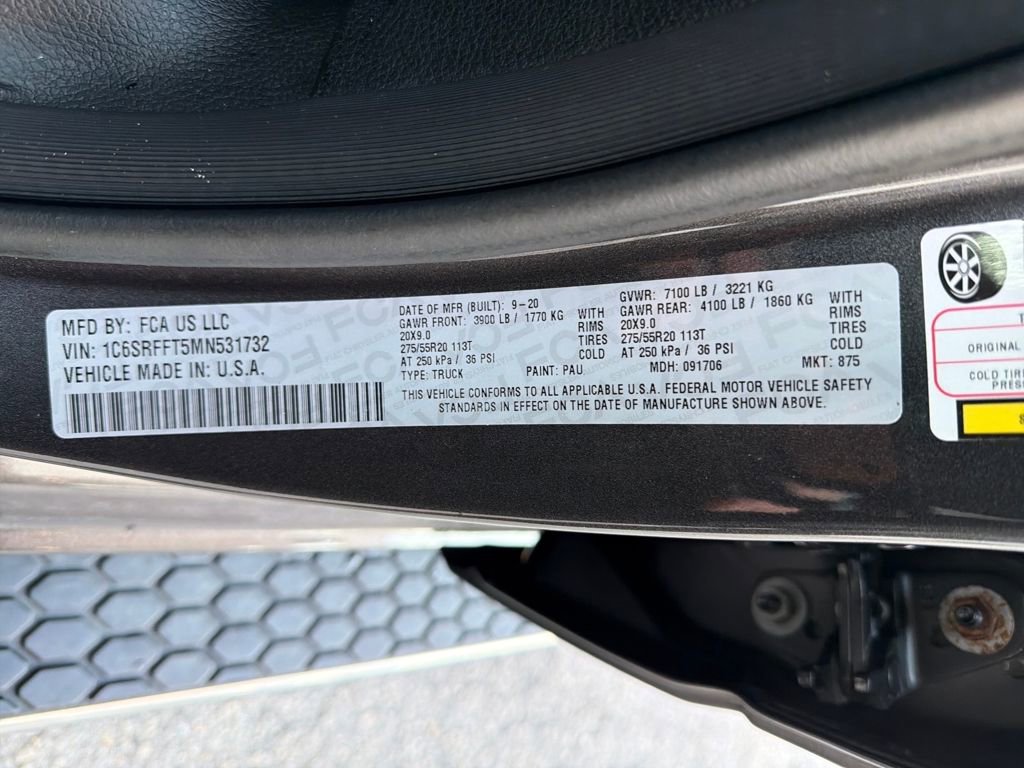 MFD BY: FCA US LLC
VIN: 1C6SRFFT5MN531732
VEHICLE MADE IN: U.S.A.
DATE OF MFR (BUILT): 9-20
GAWR FRONT: 3900 LB / 1770 KG WITH
20X9.0 RIMS
275/55R20 113T TIRES
AT 250 kPa / 36 PSI COLD
TYPE: TRUCK PAINT: PAU
GVWR: 7100 LB / 3221 KG
GAWR REAR: 4100 LB / 1860 KG WITH
20X9.0 RIMS
275/55R20 113T TIRES
AT 250 kPa / 36 PSI COLD
MDH: 091706 MKT: 875
THIS VEHICLE CONFORMS TO ALL APPLICABLE U.S.A. FEDERAL MOTOR VEHICLE SAFETY
STANDARDS IN EFFECT ON THE DATE OF MANUFACTURE SHOWN ABOVE.
ORIGINAL
COLD TIRE
PRES